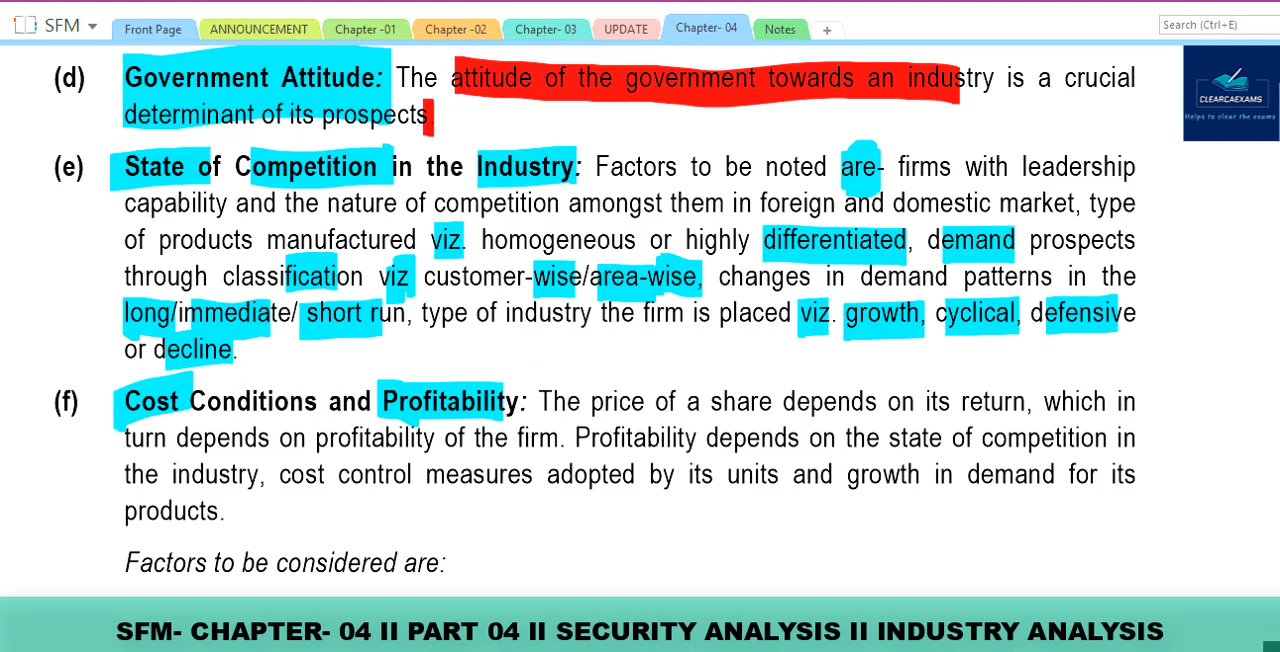 SFM
Front Page
ANNOUNCEMENT
Chapter -01
Chapter -02
Chapter- 03
UPDATE
Chapter- 04
Notes
+
Search (Ctrl+E)
CLEARCAEXAMS
Helps to clear the exams
(d) Government Attitude: The attitude of the government towards an industry is a crucial
determinant of its prospects.
(e) State of Competition in the Industry: Factors to be noted are- firms with leadership
capability and the nature of competition amongst them in foreign and domestic market, type
of products manufactured viz. homogeneous or highly differentiated, demand prospects
through classification viz customer-wise/area-wise, changes in demand patterns in the
long/immediate/ short run, type of industry the firm is placed viz. growth, cyclical, defensive
or decline.
(f) Cost Conditions and Profitability: The price of a share depends on its return, which in
turn depends on profitability of the firm. Profitability depends on the state of competition in
the industry, cost control measures adopted by its units and growth in demand for its
products.
Factors to be considered are:
SFM- CHAPTER- 04 II PART 04 II SECURITY ANALYSIS II INDUSTRY ANALYSIS